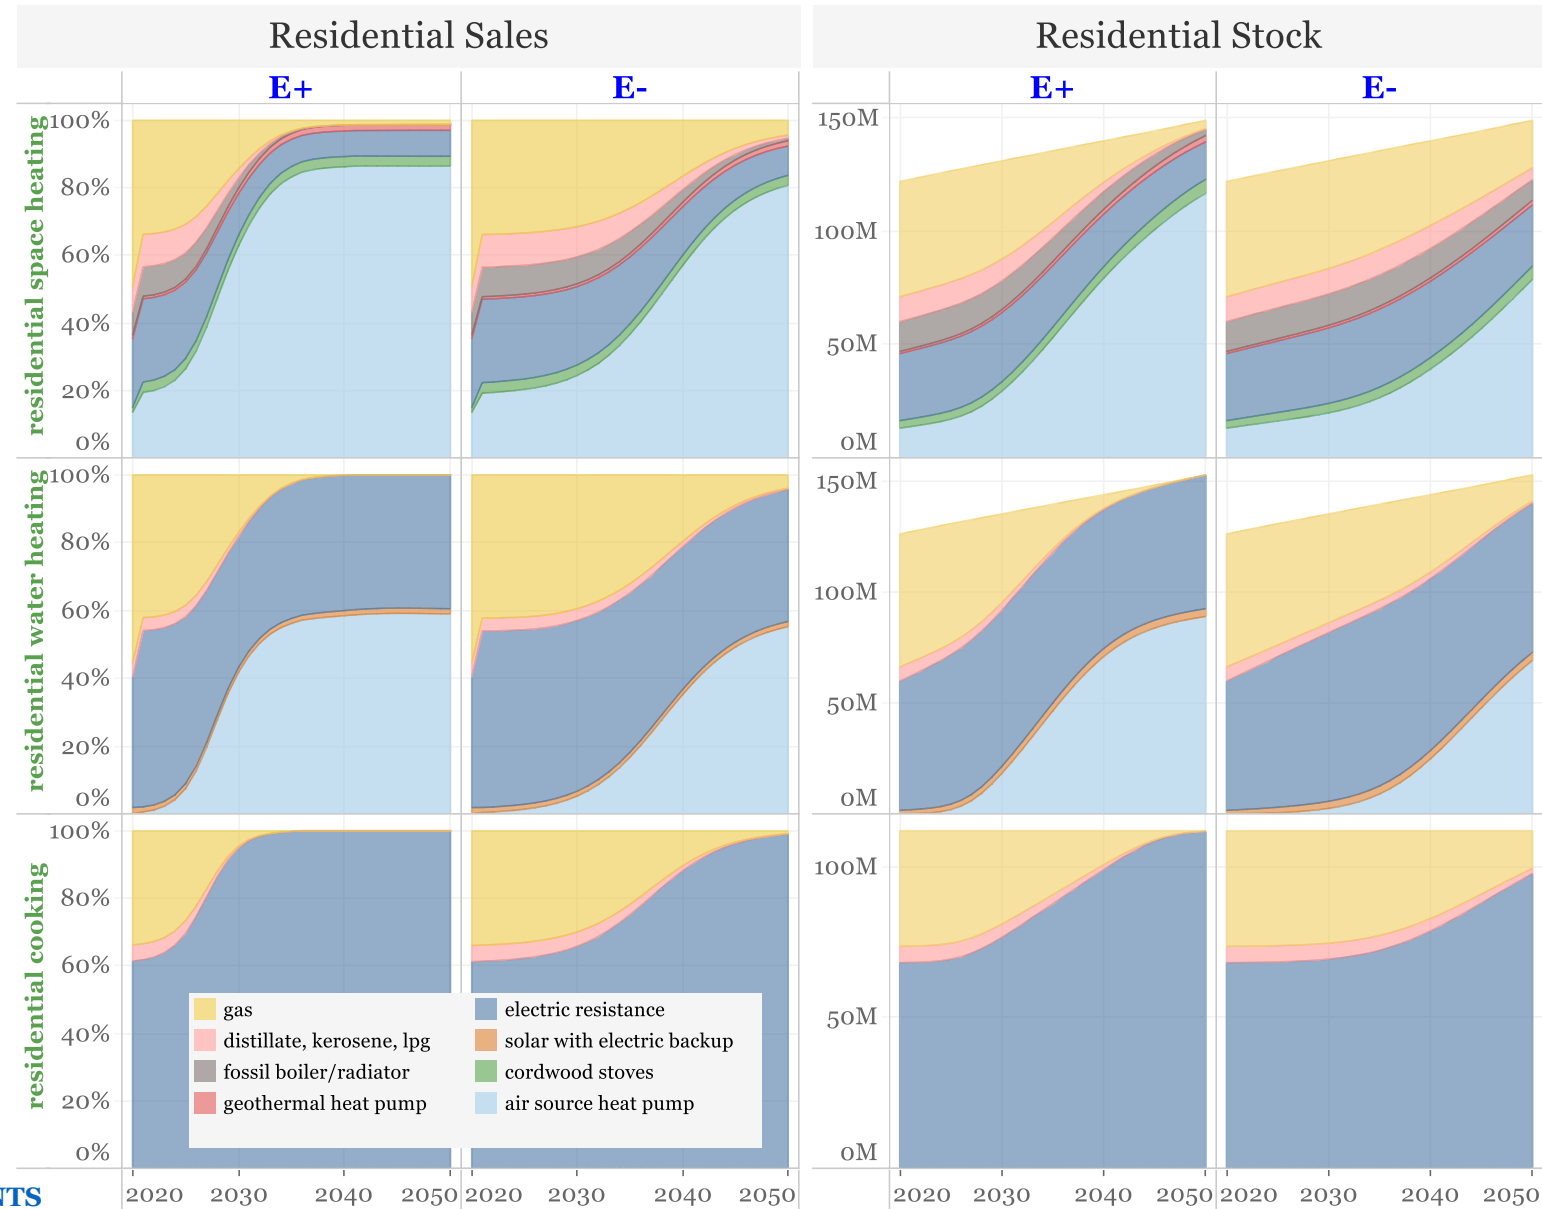 Residential Sales Residential Stock
E+ E- E+ E-
residential space heating
100%
80%
60%
40%
20%
0%
150M
100M
50M
0M
residential water heating
100%
80%
60%
40%
20%
0%
150M
100M
50M
0M
residential cooking
100%
80%
60%
40%
20%
0%
100M
50M
0M
gas electric resistance
distillate, kerosene, lpg solar with electric backup
fossil boiler/radiator cordwood stoves
geothermal heat pump air source heat pump
2020 2030 2040 2050 2020 2030 2040 2050 2020 2030 2040 2050 2020 2030 2040 2050
NTS